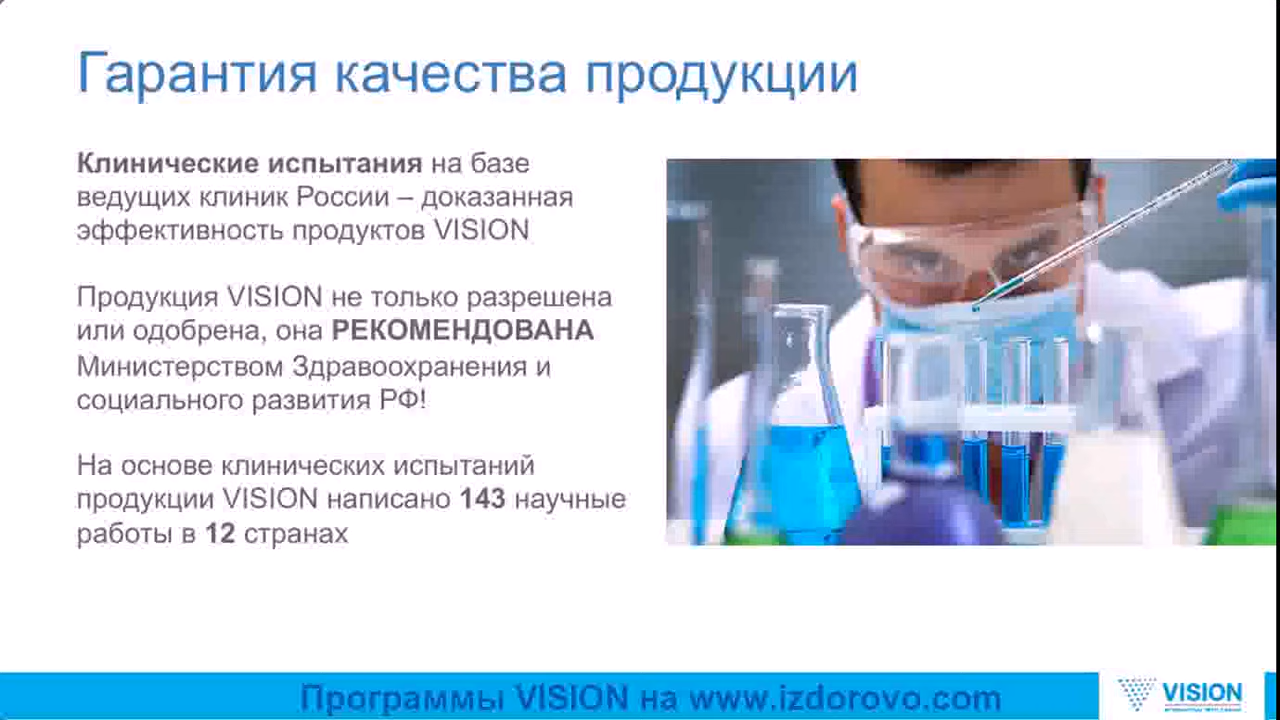 Гарантия качества продукции
Клинические испытания на базе
ведущих клиник России – доказанная
эффективность продуктов VISION
Продукция VISION не только разрешена
или одобрена, она РЕКОМЕНДОВАНА
Министерством Здравоохранения и
социального развития РФ!
На основе клинических испытаний
продукции VISION написано 143 научные
работы в 12 странах
Программы VISION на www.izdorovo.com
VISION